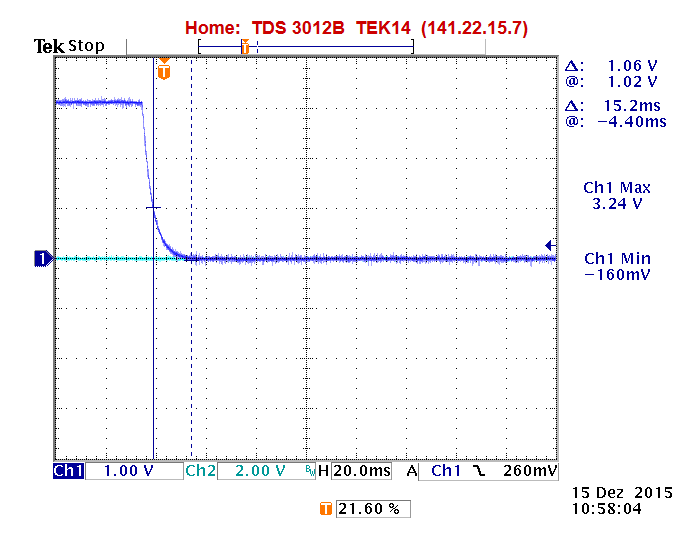 Home: TDS 3012B TEK14 (141.22.15.7)
Tek Stop
T
T
Δ: 1.06 V
@: 1.02 V
Δ: 15.2ms
@: −4.40ms
Ch1 Max
3.24 V
1
Ch1 Min
−160mV
Ch1 1.00 V Ch2 2.00 V BW H 20.0ms A Ch1 260mV
T 21.60 %
15 Dez 2015
10:58:04